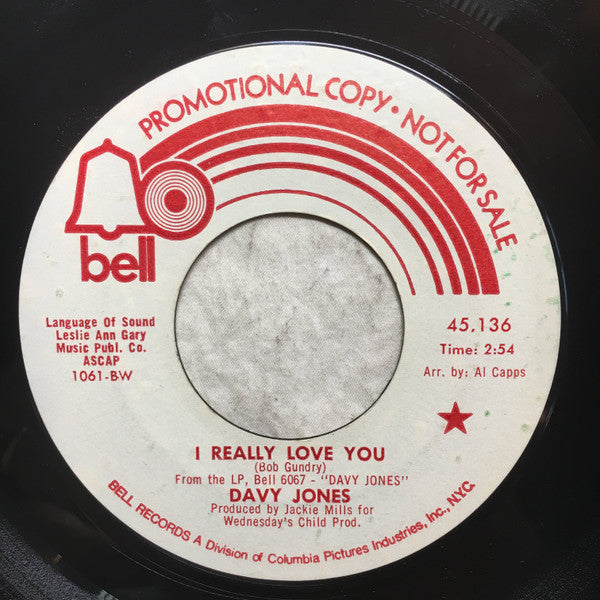 PROMOTIONAL COPY • NOT FOR SALE
bell
Language Of Sound
Leslie Ann Gary
Music Publ. Co.
ASCAP
1061-BW
45,136
Time: 2:54
Arr. by: Al Capps
I REALLY LOVE YOU
(Bob Gundry)
From the LP, Bell 6067 - "DAVY JONES"
DAVY JONES
Produced by Jackie Mills for
Wednesday's Child Prod.
BELL RECORDS A Division of Columbia Pictures Industries, Inc., N.Y.C.